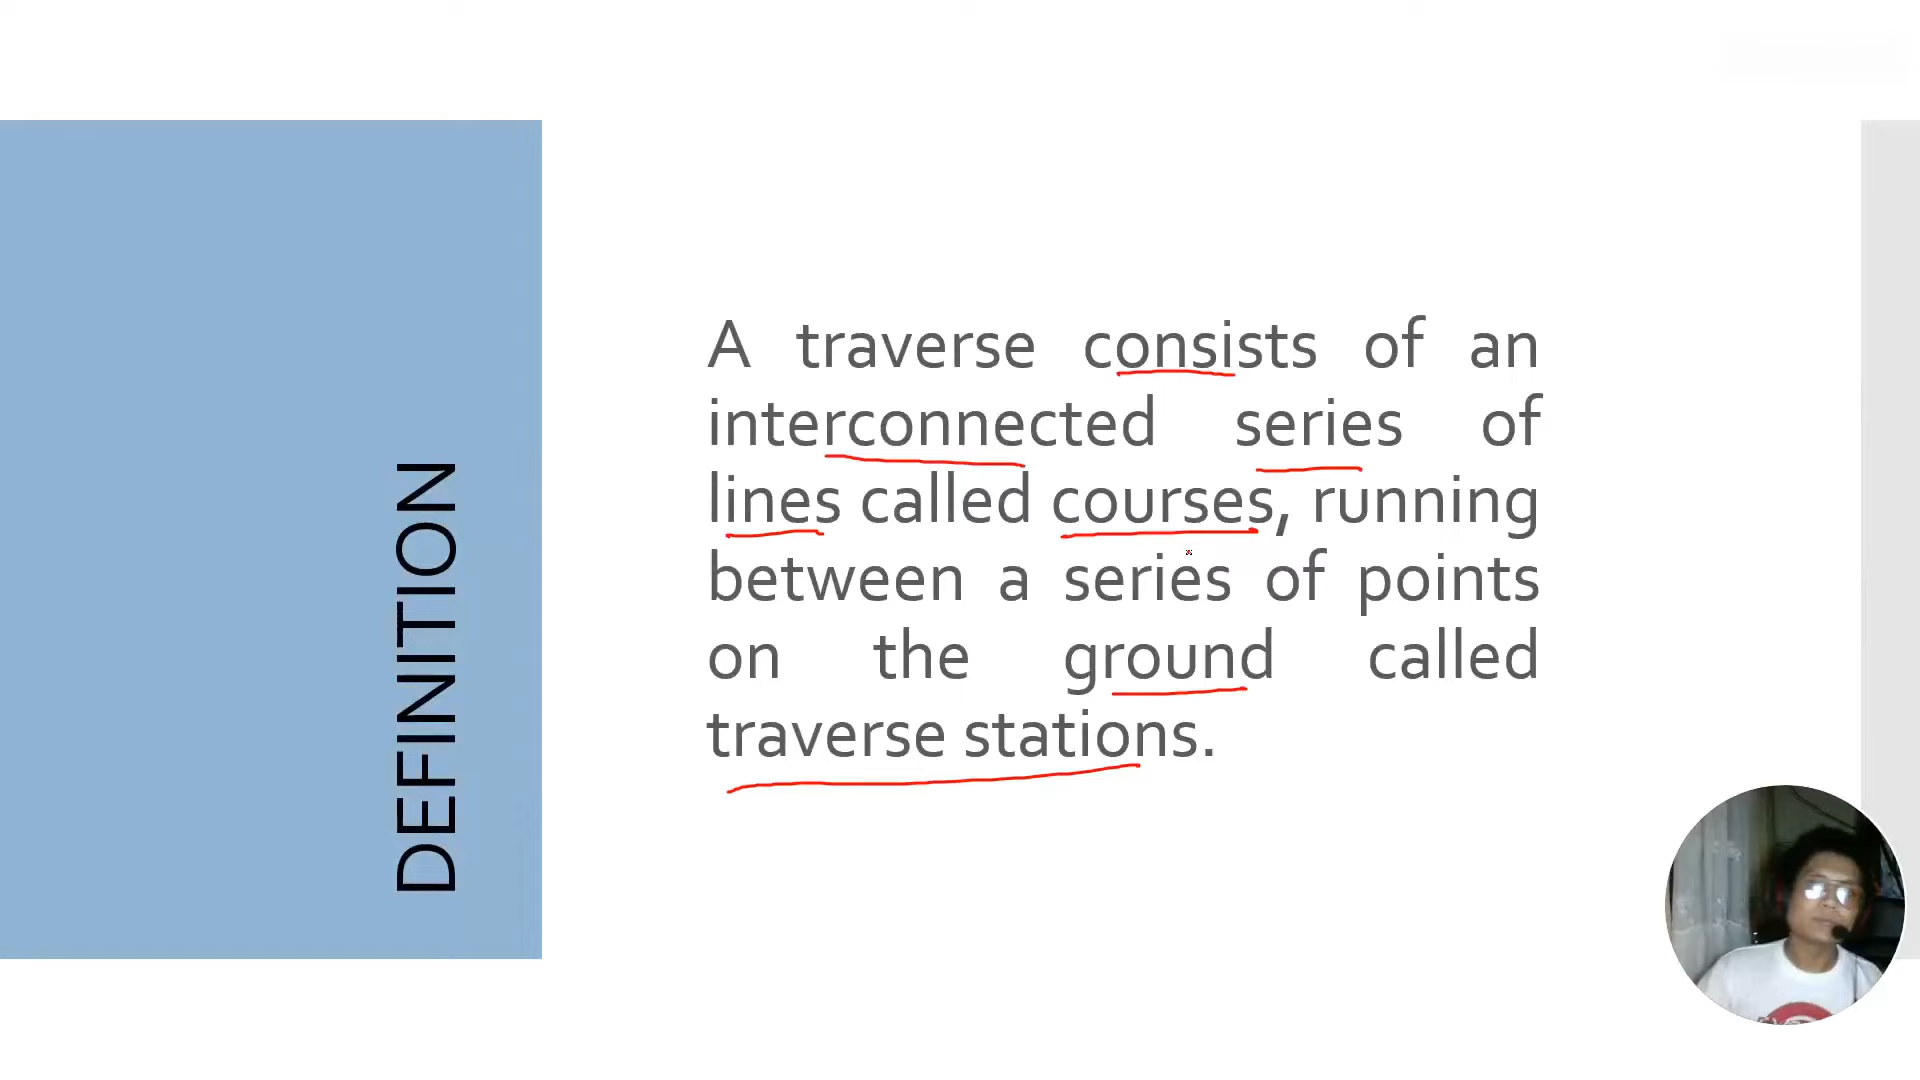 DEFINITION
A traverse consists of an
interconnected series of
lines called courses, running
between a series of points
on the ground called
traverse stations.